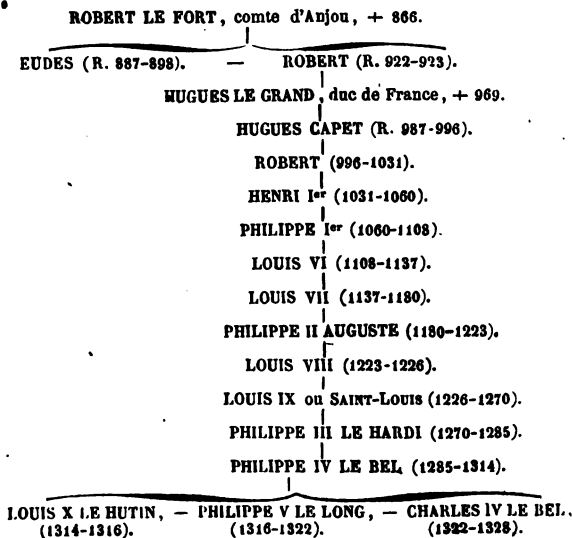 ROBERT LE FORT, comte d'Anjou, + 866.
EUDES (R. 887-898). — ROBERT (R. 922-923).
HUGUES LE GRAND, duc de France, + 969.
HUGUES CAPET (R. 987-996).
ROBERT (996-1031).
HENRI Ier (1031-1060).
PHILIPPE Ier (1060-1108).
LOUIS VI (1108-1137).
LOUIS VII (1137-1180).
PHILIPPE II AUGUSTE (1180-1223).
LOUIS VIII (1223-1226).
LOUIS IX ou SAINT-LOUIS (1226-1270).
PHILIPPE III LE HARDI (1270-1285).
PHILIPPE IV LE BEL (1285-1314).
LOUIS X LE HUTIN, — PHILIPPE V LE LONG, — CHARLES IV LE BEL.
(1314-1316). (1316-1322). (1322-1328).